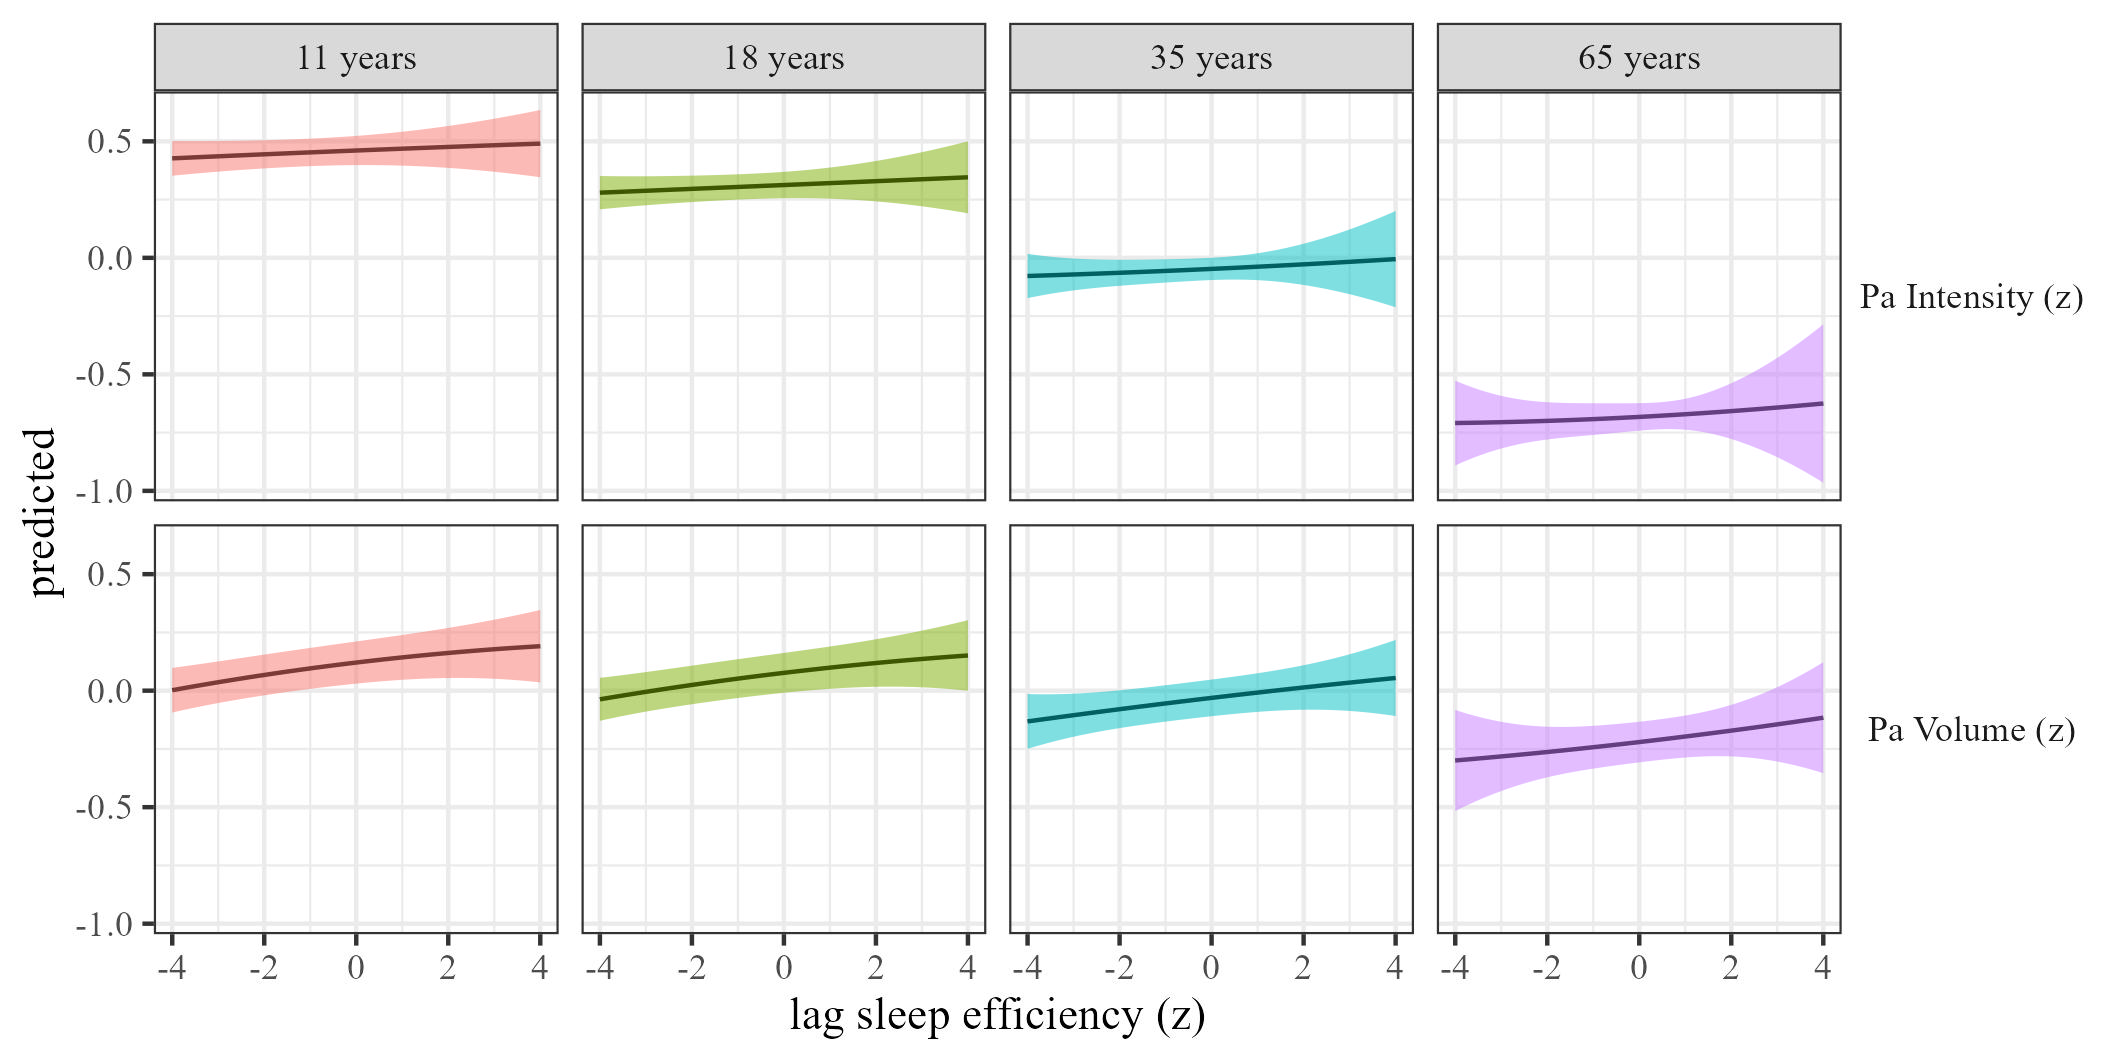 11 years 18 years 35 years 65 years
0.5
0.0
-0.5
-1.0
Pa Intensity (z)
predicted
0.5
0.0
-0.5
-1.0
Pa Volume (z)
-4 -2 0 2 4 -4 -2 0 2 4 -4 -2 0 2 4 -4 -2 0 2 4
lag sleep efficiency (z)